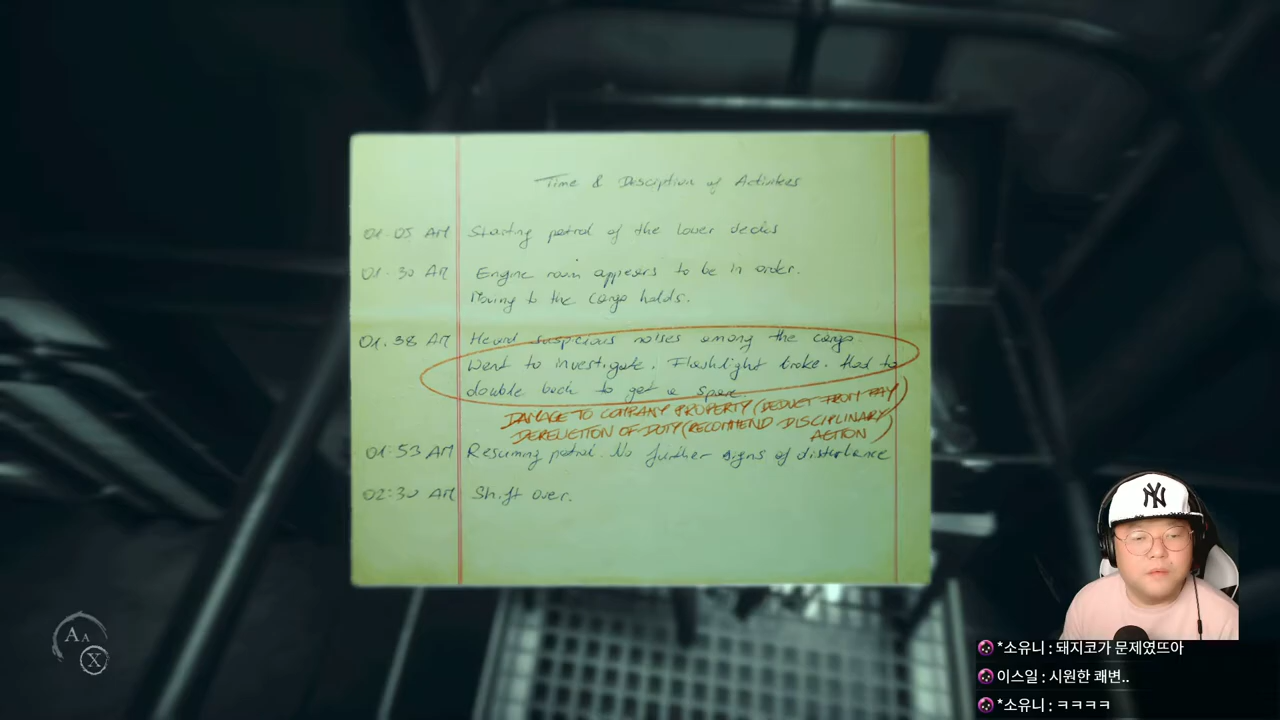 Time & Desciption of Activities
01.05 AM Starting patrol of the lower decks
01.30 AM Engine room appears to be in order.
Moving to the cargo holds.
01.38 AM Heard suspicious noises among the cargo.
Went to investigate. Flashlight broke. Had to
double back to get a spare.
DAMAGE TO COMPANY PROPERTY (DEDUCT FROM PAY)
DERELICTION OF DUTY (RECOMMEND DISCIPLINARY
ACTION)
01:53 AM Resuming patrol. No further signs of disturbance
02:30 AM Shift over.
A A
X
NY
*소유니 : 돼지코가 문제였뜨아
이스일 : 시원한 쾌변..
*소유니 : ㅋㅋㅋㅋ